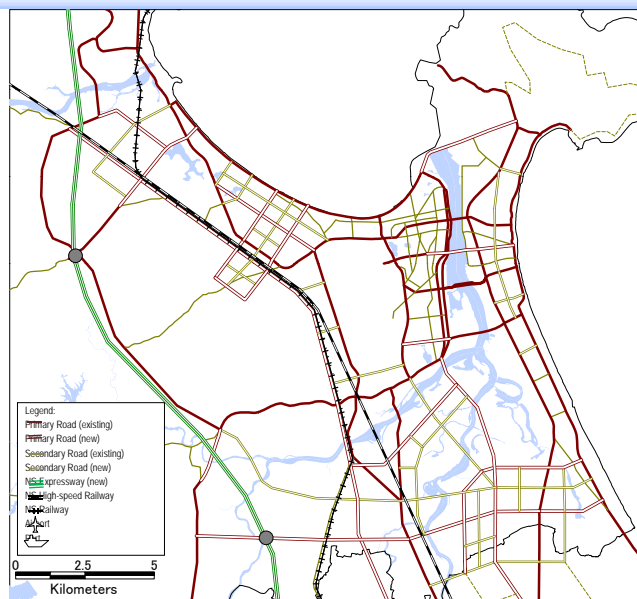 Legend:
Primary Road (existing)
Primary Road (new)
Secondary Road (existing)
Secondary Road (new)
NS Expressway (new)
NS High-speed Railway
NS Railway
Airport
0 2.5 5
Kilometers